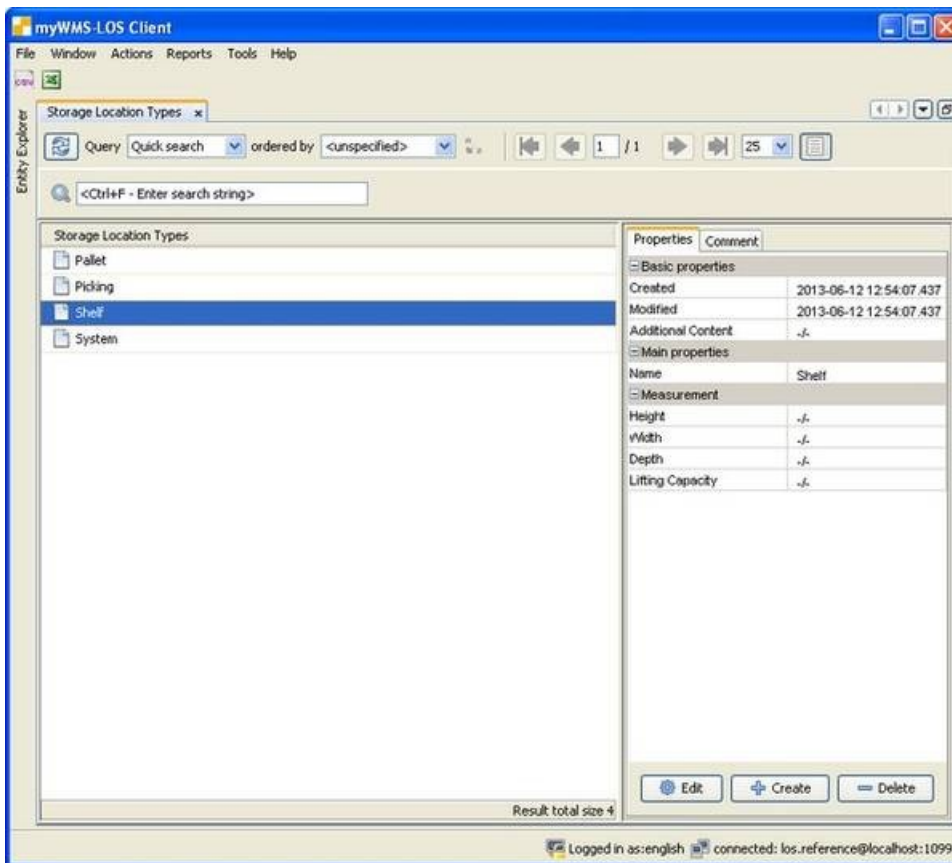 myWMS-LOS Client
File Window Actions Reports Tools Help
csv
Entity Explorer
Storage Location Types x
Query Quick search ordered by <unspecified> 1 / 1 25
<Ctrl+F - Enter search string>
Storage Location Types
Pallet
Picking
Shelf
System
Result total size 4
Properties Comment
Basic properties
Created 2013-06-12 12:54:07.437
Modified 2013-06-12 12:54:07.437
Additional Content -/-
Main properties
Name Shelf
Measurement
Height -/-
Width -/-
Depth -/-
Lifting Capacity -/-
Edit Create Delete
Logged in as:english connected: los.reference@localhost:1099